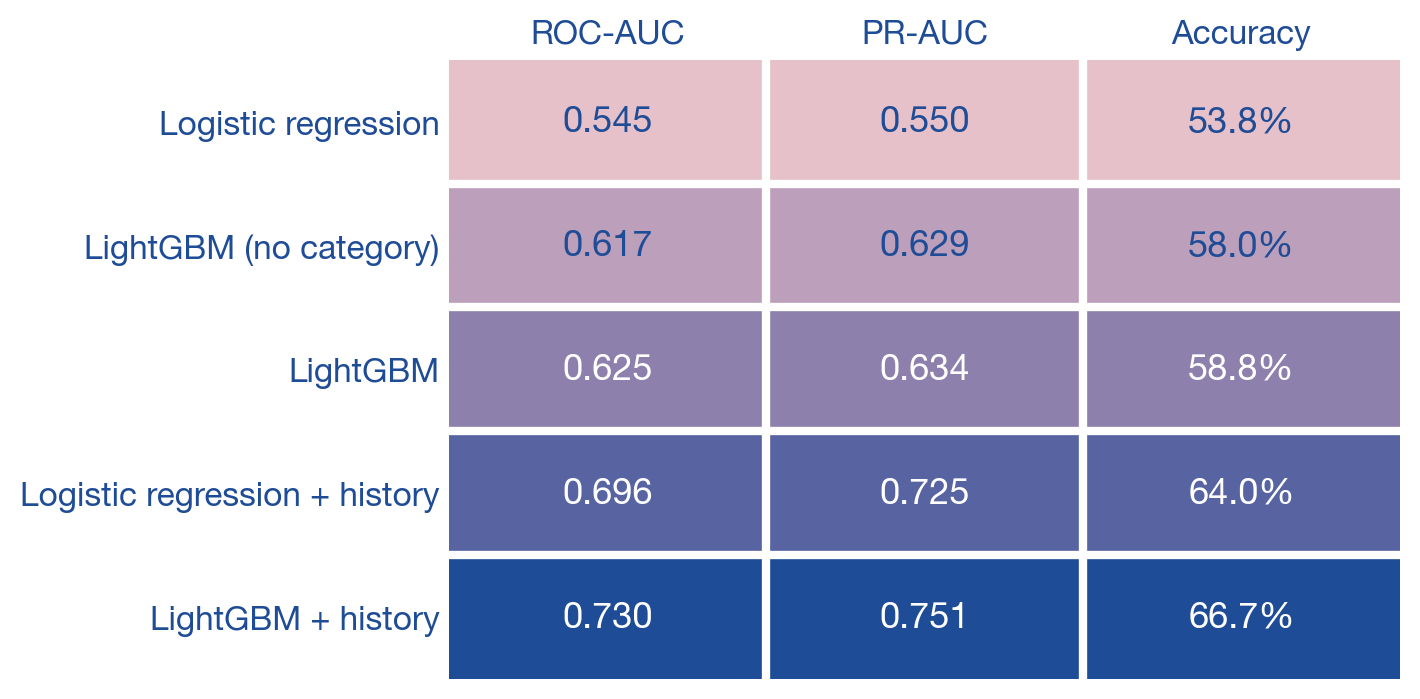 ROC-AUC PR-AUC Accuracy
Logistic regression 0.545 0.550 53.8%
LightGBM (no category) 0.617 0.629 58.0%
LightGBM 0.625 0.634 58.8%
Logistic regression + history 0.696 0.725 64.0%
LightGBM + history 0.730 0.751 66.7%